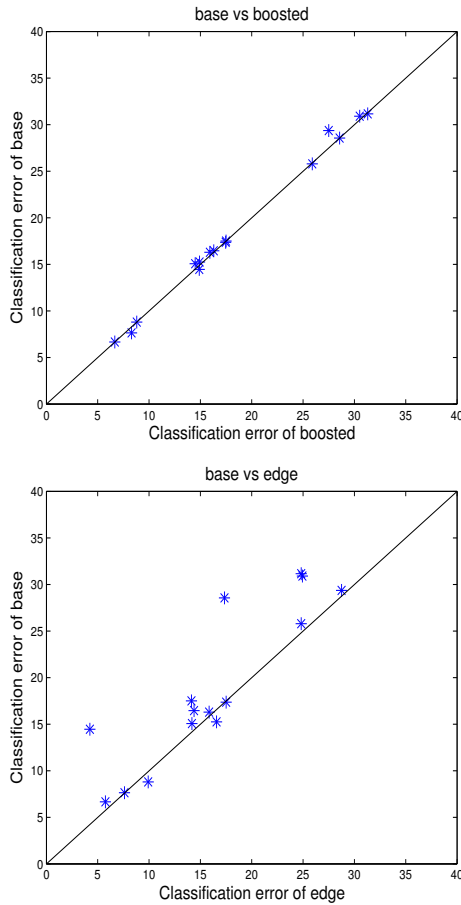 base vs boosted
40
35
30
25
20
15
10
5
0
0 5 10 15 20 25 30 35 40
Classification error of base
Classification error of boosted
base vs edge
40
35
30
25
20
15
10
5
0
0 5 10 15 20 25 30 35 40
Classification error of base
Classification error of edge